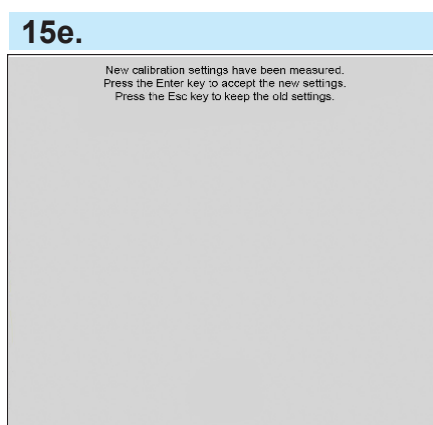 15e.
New calibration settings have been measured.
Press the Enter key to accept the new settings.
Press the Esc key to keep the old settings.